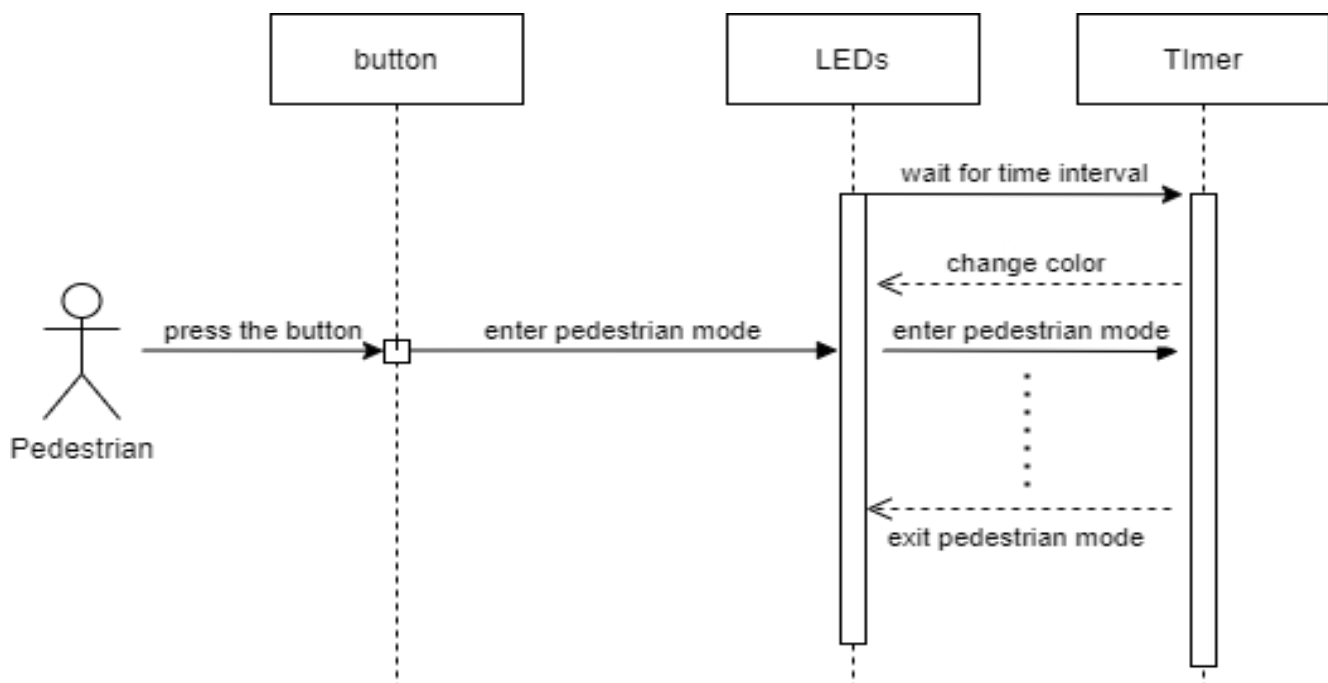 button
LEDs
TImer
wait for time interval
change color
press the button
enter pedestrian mode
enter pedestrian mode
Pedestrian
exit pedestrian mode